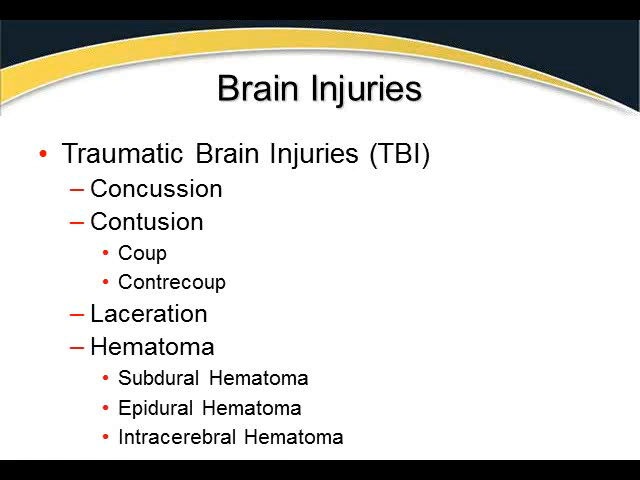 Brain Injuries
• Traumatic Brain Injuries (TBI)
– Concussion
– Contusion
• Coup
• Contrecoup
– Laceration
– Hematoma
• Subdural Hematoma
• Epidural Hematoma
• Intracerebral Hematoma